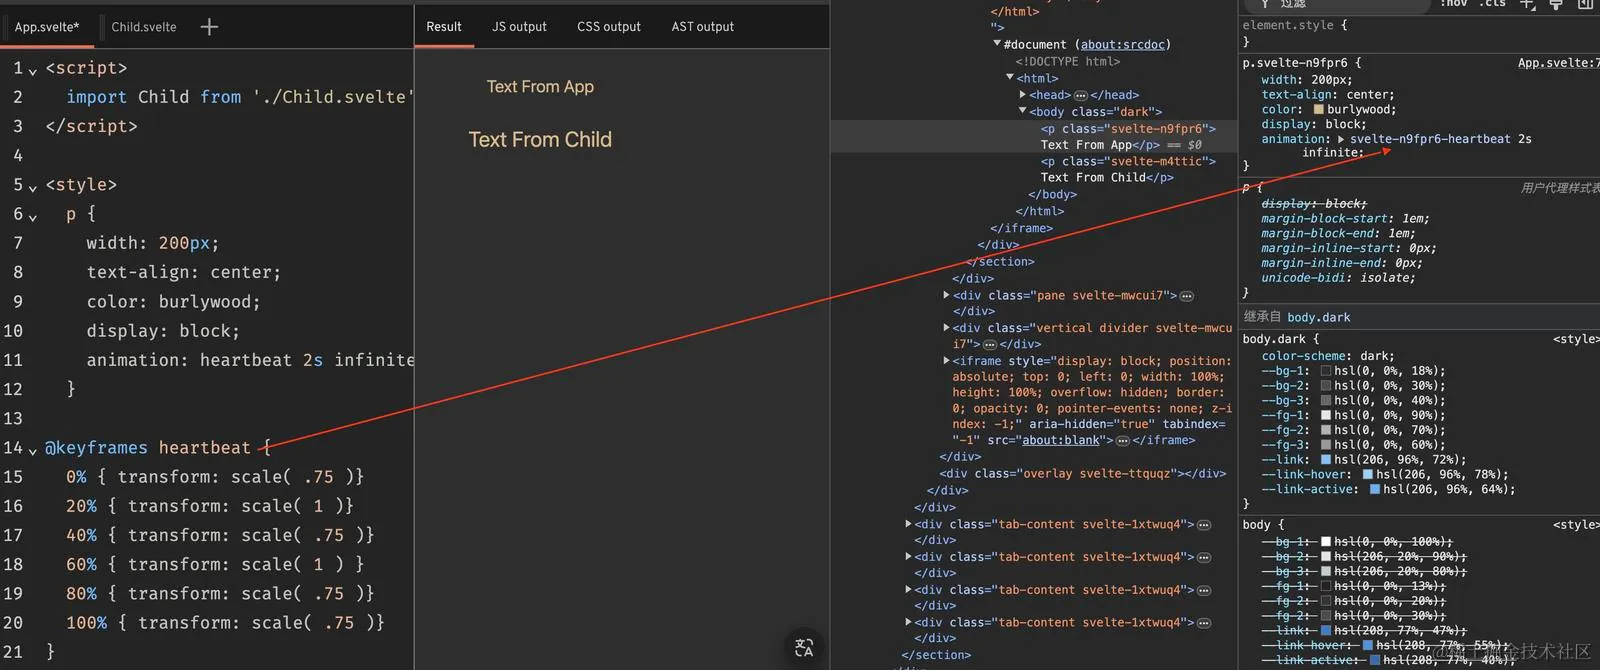 App.svelte*
Child.svelte
+
1 <script>
2 import Child from './Child.svelte'
3 </script>
4
5 <style>
6 p {
7 width: 200px;
8 text-align: center;
9 color: burlywood;
10 display: block;
11 animation: heartbeat 2s infinite
12 }
13
14 @keyframes heartbeat {
15 0% { transform: scale( .75 )}
16 20% { transform: scale( 1 )}
17 40% { transform: scale( .75 )}
18 60% { transform: scale( 1 ) }
19 80% { transform: scale( .75 )}
20 100% { transform: scale( .75 )}
21 }
Result
JS output
CSS output
AST output
Text From App
Text From Child
</html>
">
#document (about:srcdoc)
<!DOCTYPE html>
<html>
<head>…</head>
<body class="dark">
<p class="svelte-n9fpr6">
Text From App</p> == $0
<p class="svelte-m4ttic">
Text From Child</p>
</body>
</html>
</iframe>
</div>
</section>
</div>
<div class="pane svelte-mwcui7">…
</div>
<div class="vertical divider svelte-mwcu
i7">…</div>
<iframe style="display: block; position:
absolute; top: 0; left: 0; width: 100%;
height: 100%; overflow: hidden; border:
0; opacity: 0; pointer-events: none; z-i
ndex: -1;" aria-hidden="true" tabindex=
"-1" src="about:blank">…</iframe>
</div>
<div class="overlay svelte-ttquqz"></div>
</div>
</div>
<div class="tab-content svelte-1xtwuq4">…
</div>
<div class="tab-content svelte-1xtwuq4">…
</div>
<div class="tab-content svelte-1xtwuq4">…
</div>
<div class="tab-content svelte-1xtwuq4">…
</div>
</section>
过滤
:hov .cls
element.style {
}
p.svelte-n9fpr6 {
App.svelte:7
width: 200px;
text-align: center;
color: burlywood;
display: block;
animation: svelte-n9fpr6-heartbeat 2s
infinite;
}
p {
用户代理样式表
display: block;
margin-block-start: 1em;
margin-block-end: 1em;
margin-inline-start: 0px;
margin-inline-end: 0px;
unicode-bidi: isolate;
}
继承自 body.dark
body.dark {
<style>
color-scheme: dark;
--bg-1: hsl(0, 0%, 18%);
--bg-2: hsl(0, 0%, 30%);
--bg-3: hsl(0, 0%, 40%);
--fg-1: hsl(0, 0%, 90%);
--fg-2: hsl(0, 0%, 70%);
--fg-3: hsl(0, 0%, 60%);
--link: hsl(206, 96%, 72%);
--link-hover: hsl(206, 96%, 78%);
--link-active: hsl(206, 96%, 64%);
}
body {
<style>
--bg-1: hsl(0, 0%, 100%);
--bg-2: hsl(206, 20%, 90%);
--bg-3: hsl(206, 20%, 80%);
--fg-1: hsl(0, 0%, 13%);
--fg-2: hsl(0, 0%, 20%);
--fg-2: hsl(0, 0%, 30%);
--link: hsl(208, 77%, 47%);
--link-hover: hsl(208, 77%, 55%);
--link-active: hsl(208, 77%, 40%);
@稀土掘金技术社区